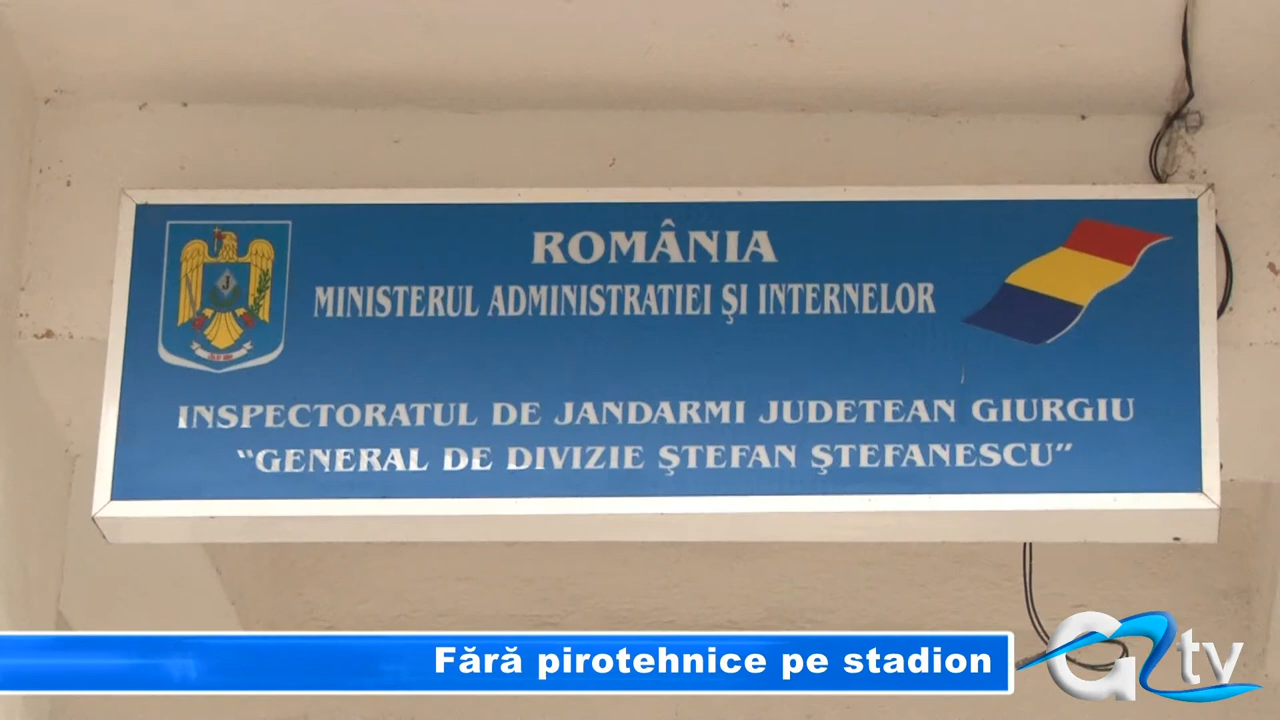 ROMÂNIA
MINISTERUL ADMINISTRATIEI ŞI INTERNELOR
J
INSPECTORATUL DE JANDARMI JUDETEAN GIURGIU
“GENERAL DE DIVIZIE ŞTEFAN ŞTEFANESCU”
Fără pirotehnice pe stadion
G2tv